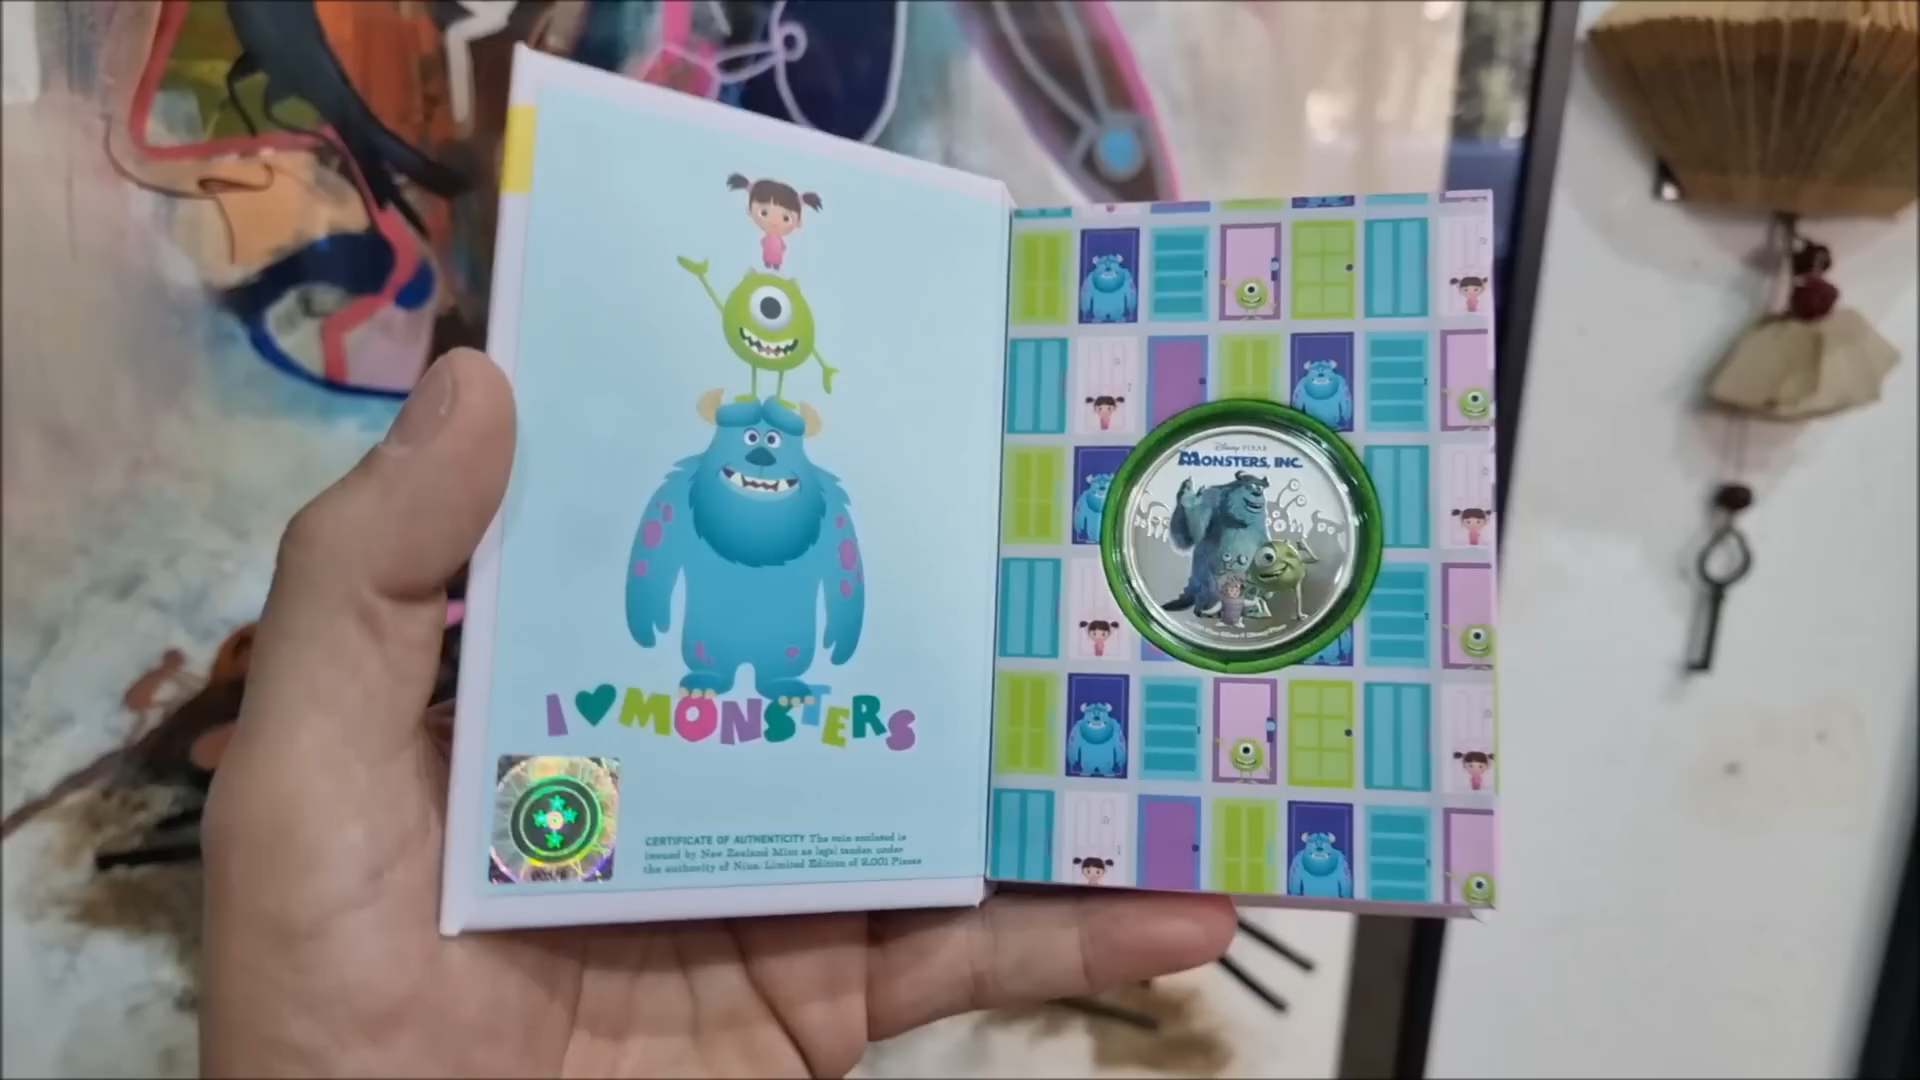 I ♥ MONSTERS
CERTIFICATE OF AUTHENTICITY The coin enclosed is
issued by New Zealand Mint as legal tender under
the authority of Niue. Limited Edition of 2,001 Pieces
Disney PIXAR
MONSTERS, INC.